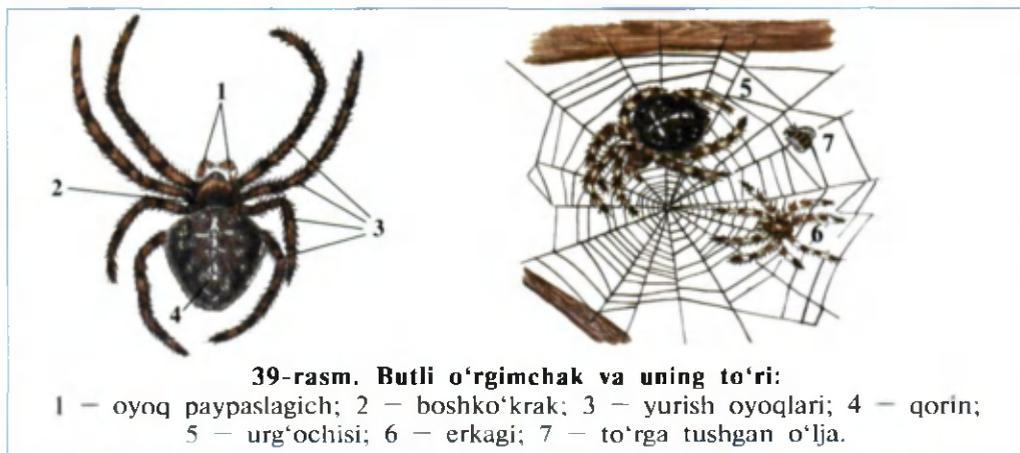 1
2
3
4
5
7
6
39-rasm. Butli o‘rgimchak va uning to‘ri:
1 — oyoq paypaslagich; 2 — boshko‘krak; 3 — yurish oyoqlari; 4 — qorin;
5 — urg‘ochisi; 6 — erkagi; 7 — to‘rga tushgan o‘lja.